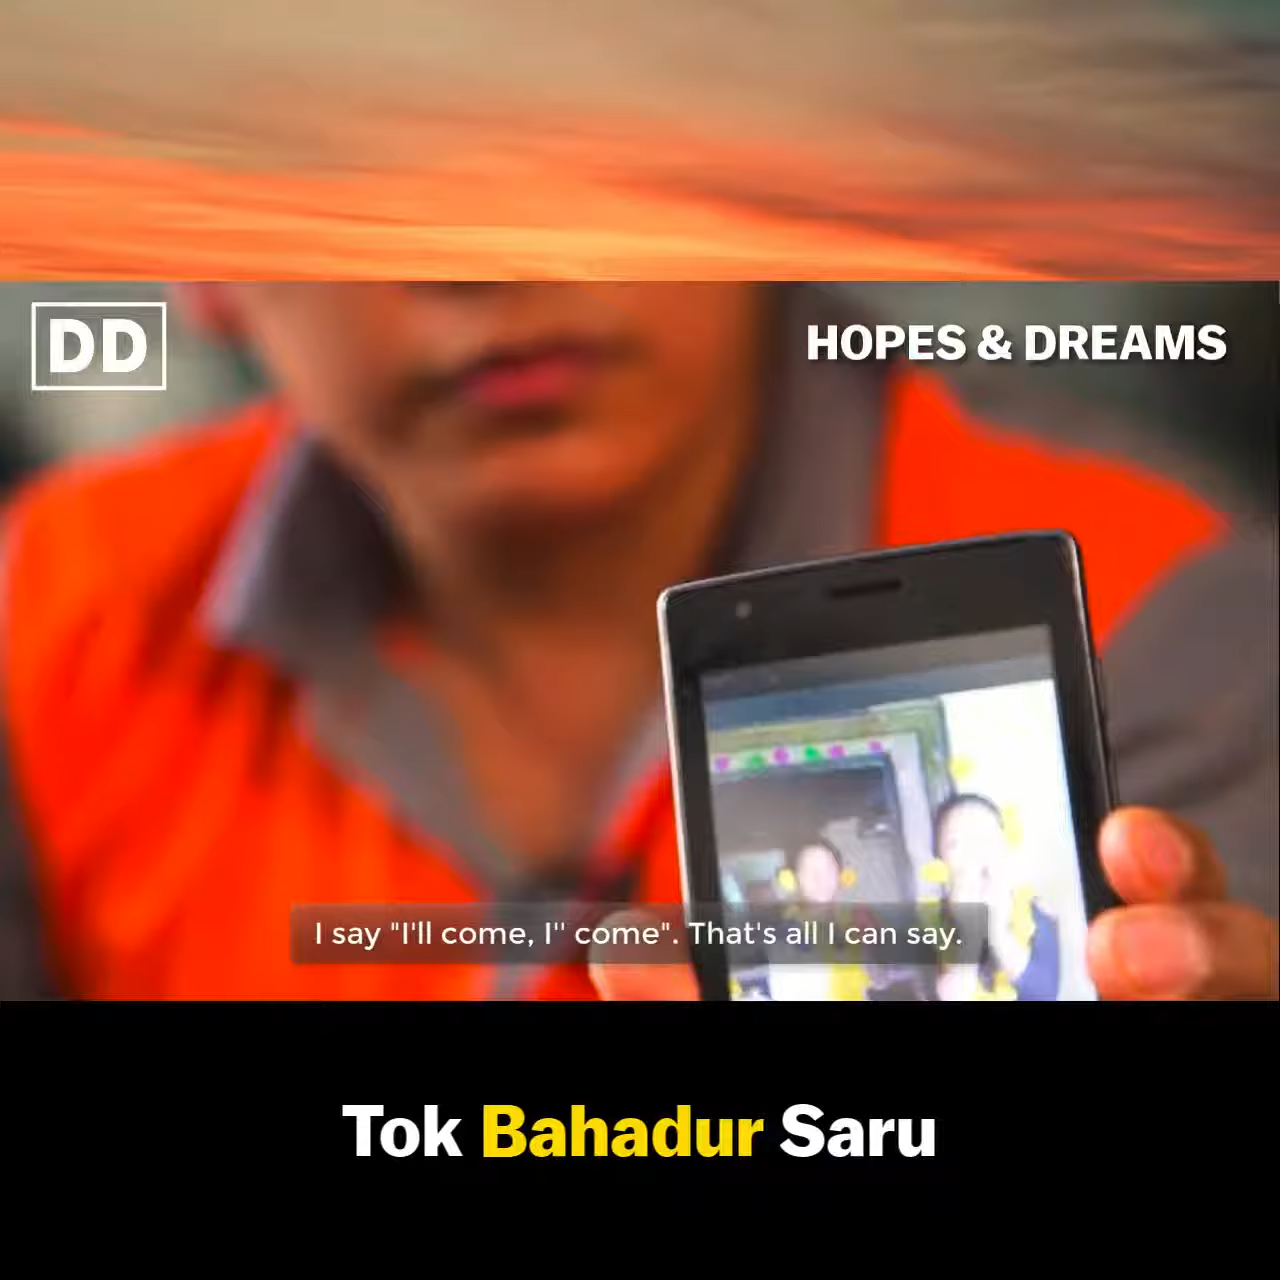 DD
HOPES & DREAMS
I say "I'll come, I'' come". That's all I can say.
Tok Bahadur Saru